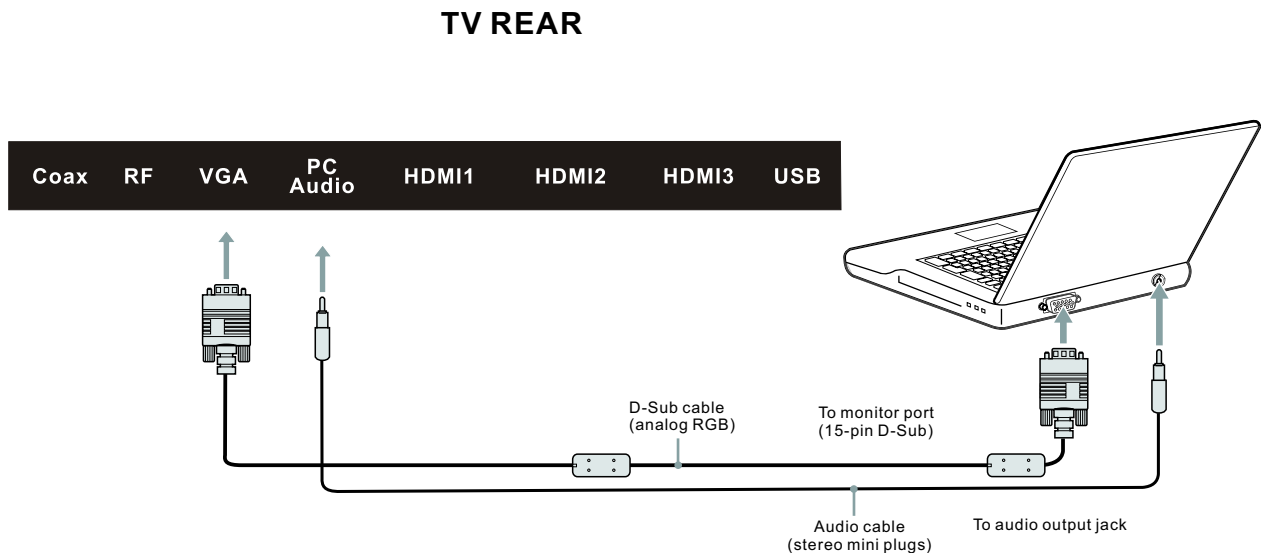 TV REAR
Coax RF VGA PC Audio HDMI1 HDMI2 HDMI3 USB
D-Sub cable
(analog RGB)
To monitor port
(15-pin D-Sub)
Audio cable
(stereo mini plugs)
To audio output jack